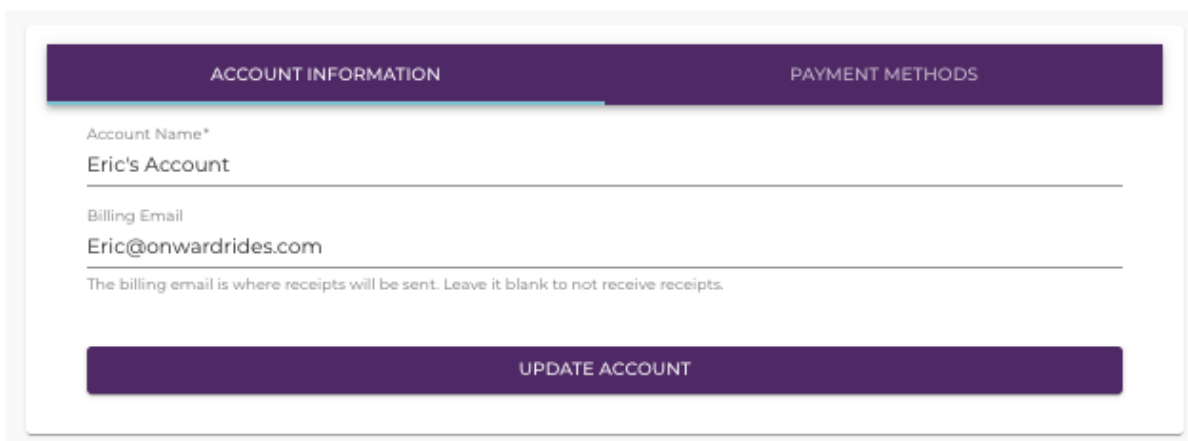 ACCOUNT INFORMATION PAYMENT METHODS
Account Name*
Eric's Account
Billing Email
Eric@onwardrides.com
The billing email is where receipts will be sent. Leave it blank to not receive receipts.
UPDATE ACCOUNT